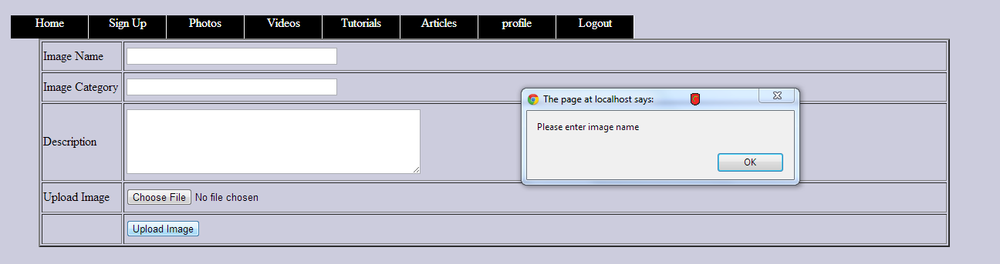 Home Sign Up Photos Videos Tutorials Articles profile Logout
Image Name
Image Category
The page at localhost says:
Please enter image name
OK
Description
Upload Image
Choose File No file chosen
Upload Image